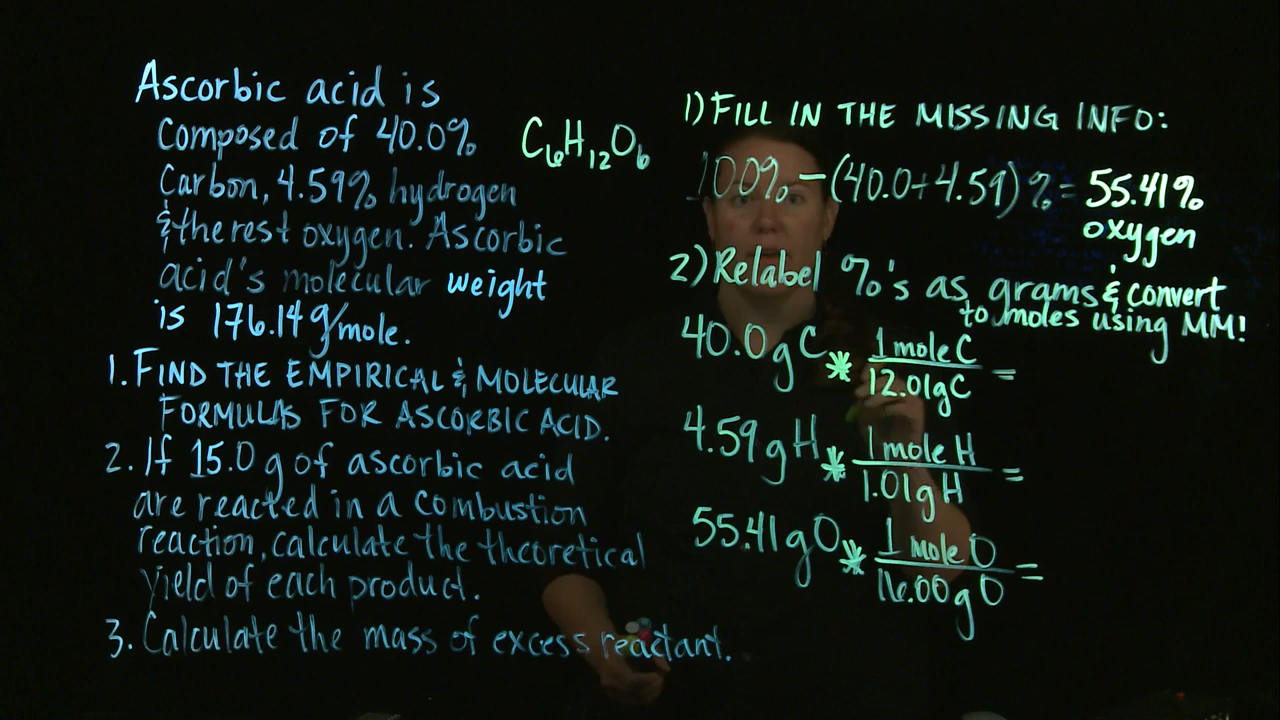 Ascorbic acid is
Composed of 40.0%
Carbon, 4.59% hydrogen
& the rest oxygen. Ascorbic
acid's molecular weight
is 176.14 g/mole.
1. FIND THE EMPIRICAL & MOLECULAR
FORMULAS FOR ASCORBIC ACID.
2. If 15.0 g of ascorbic acid
are reacted in a combustion
reaction, calculate the theoretical
yield of each product.
3. Calculate the mass of excess reactant.
C₆H₁₂O₆
1) FILL IN THE MISSING INFO:
100% - (40.0+4.59)% = 55.41%
oxygen
2) Relabel %'s as grams & convert
to moles using MM!
40.0 g C * 1 mole C / 12.01 g C =
4.59 g H * 1 mole H / 1.01 g H =
55.41 g O * 1 mole O / 16.00 g O =